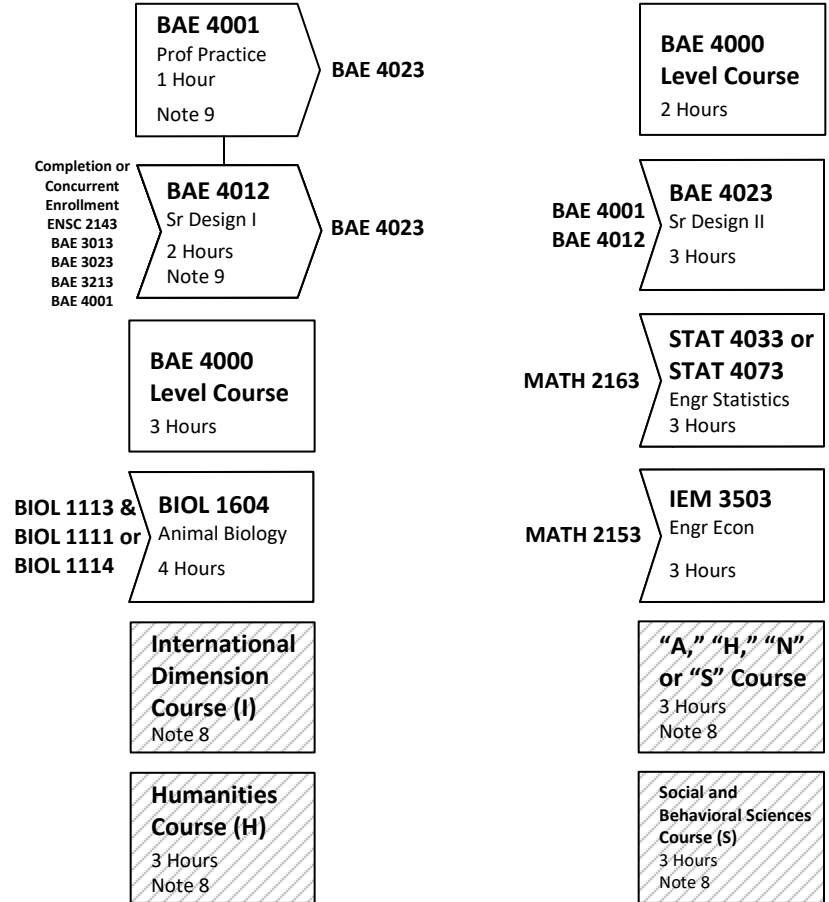 BAE 4001
Prof Practice
1 Hour
Note 9
BAE 4023
Completion or
Concurrent
Enrollment
ENSC 2143
BAE 3013
BAE 3023
BAE 3213
BAE 4001
BAE 4012
Sr Design I
2 Hours
Note 9
BAE 4023
BAE 4000
Level Course
3 Hours
BIOL 1113 &
BIOL 1111 or
BIOL 1114
BIOL 1604
Animal Biology
4 Hours
International
Dimension
Course (I)
Note 8
Humanities
Course (H)
3 Hours
Note 8
BAE 4000
Level Course
2 Hours
BAE 4001
BAE 4012
BAE 4023
Sr Design II
3 Hours
MATH 2163
STAT 4033 or
STAT 4073
Engr Statistics
3 Hours
MATH 2153
IEM 3503
Engr Econ
3 Hours
“A,” “H,” “N”
or “S” Course
3 Hours
Note 8
Social and
Behavioral Sciences
Course (S)
3 Hours
Note 8